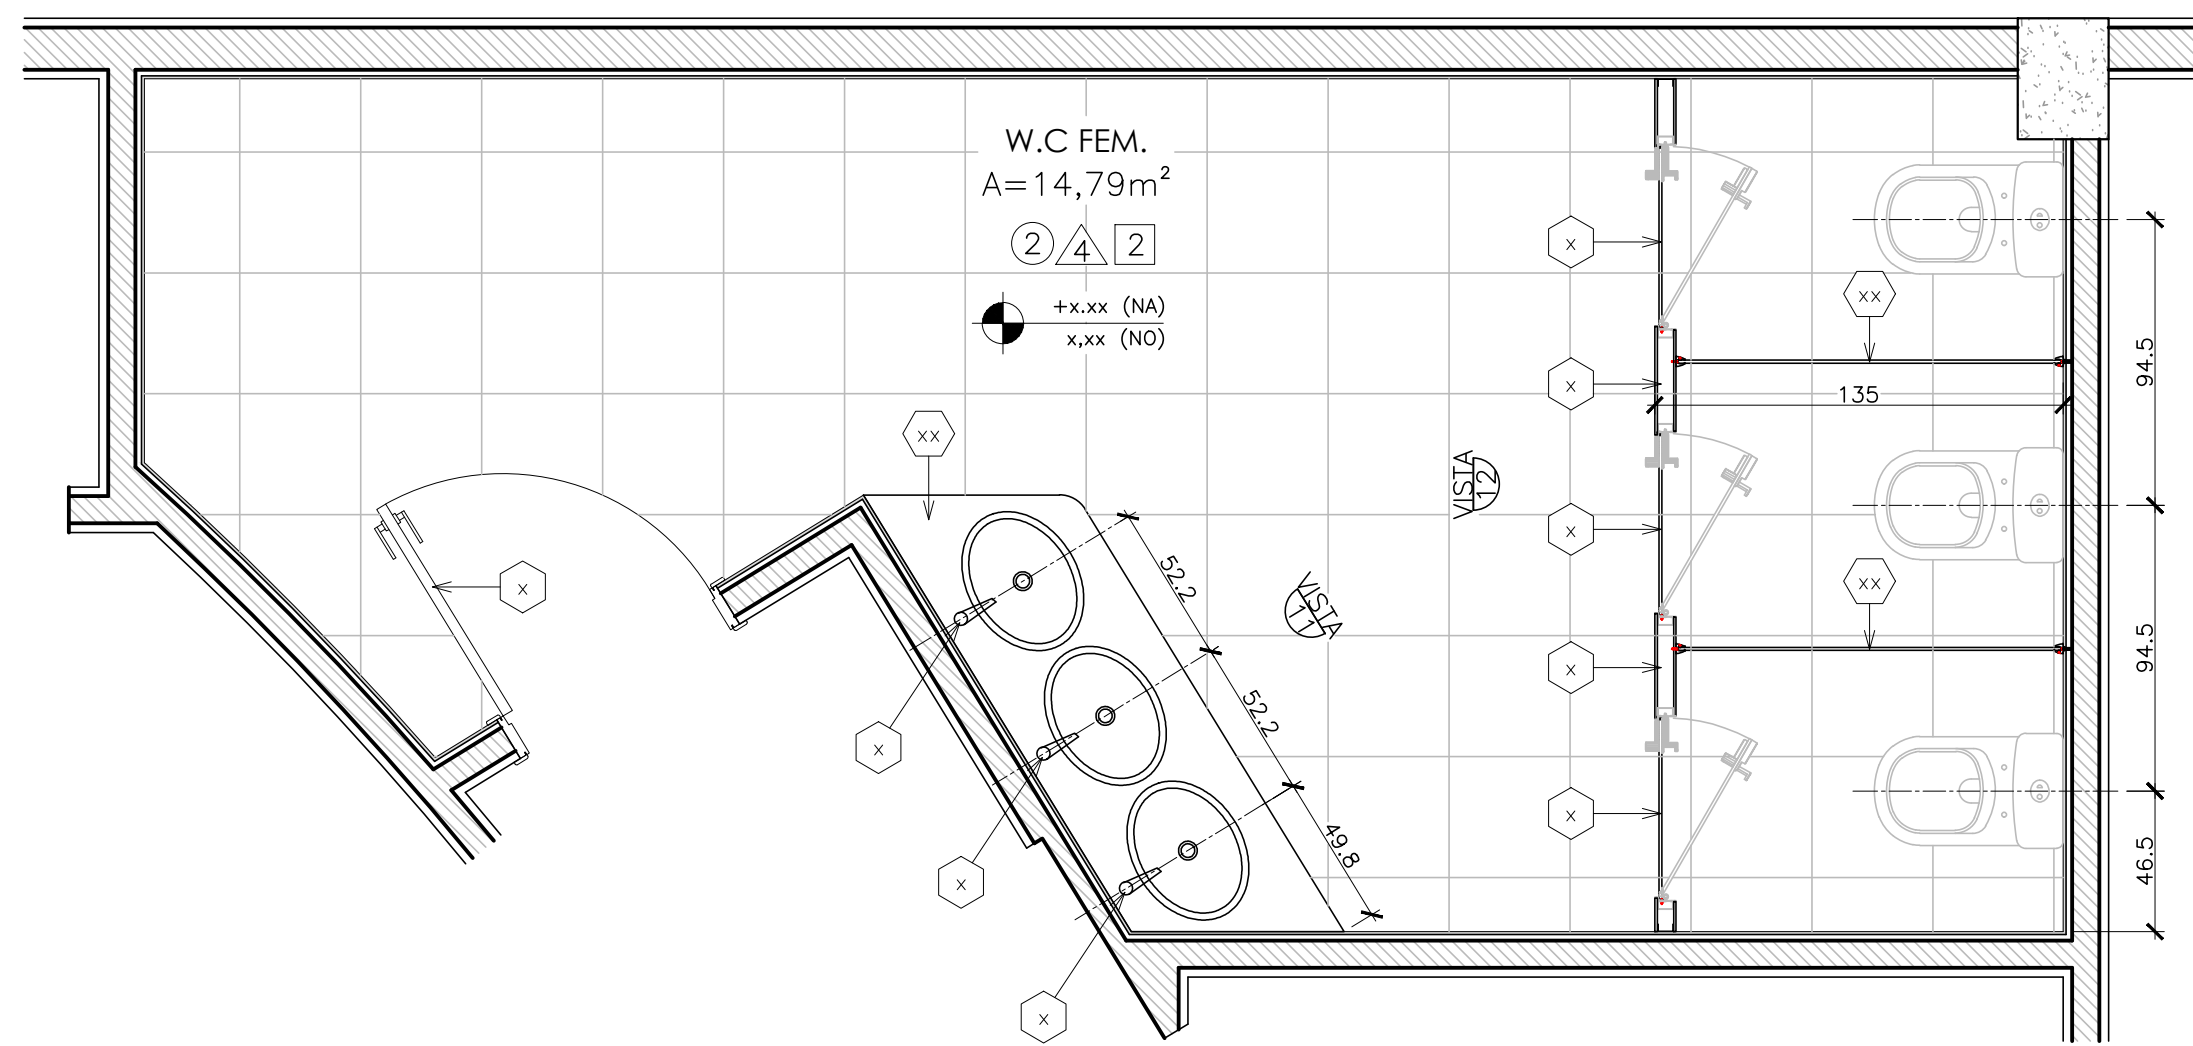 W.C FEM.
A=14,79m²
2 4 2
+x.xx (NA)
x,xx (NO)
x
xx
x
135
94.5
xx
VISTA
12
x
xx
x
52.2
VISTA
11
94.5
x
x
52.2
x
x
49.8
46.5
x
x